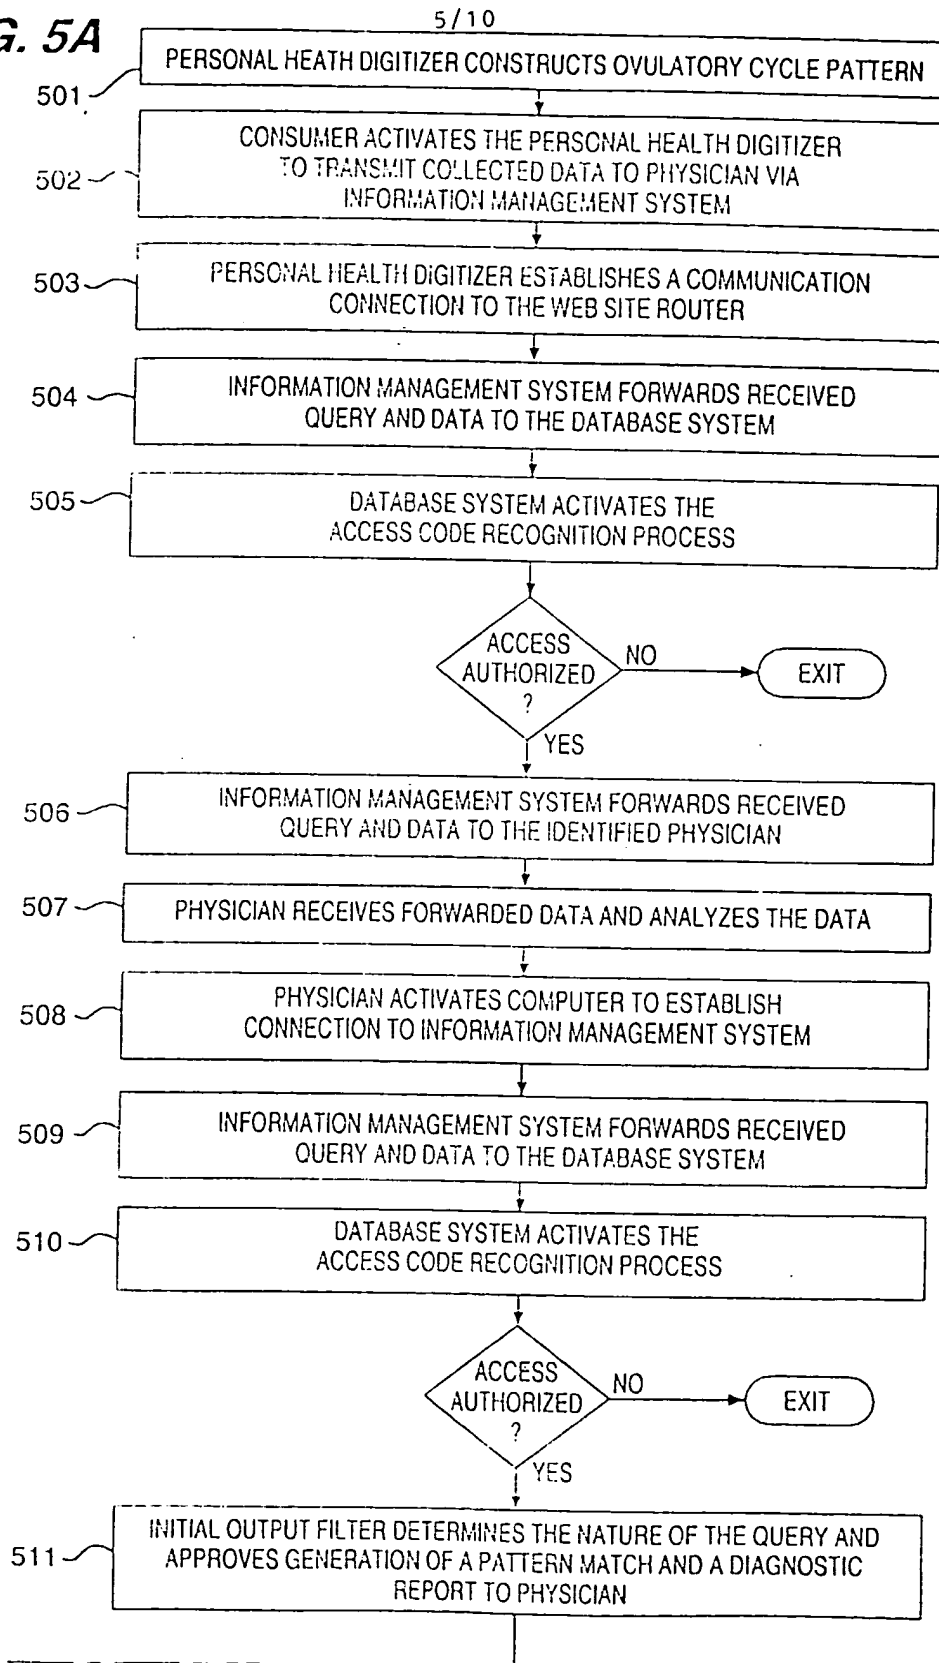 5/10
G. 5A
PERSONAL HEATH DIGITIZER CONSTRUCTS OVULATORY CYCLE PATTERN
501
CONSUMER ACTIVATES THE PERSONAL HEALTH DIGITIZER
TO TRANSMIT COLLECTED DATA TO PHYSICIAN VIA
INFORMATION MANAGEMENT SYSTEM
502
PERSONAL HEALTH DIGITIZER ESTABLISHES A COMMUNICATION
CONNECTION TO THE WEB SITE ROUTER
503
INFORMATION MANAGEMENT SYSTEM FORWARDS RECEIVED
QUERY AND DATA TO THE DATABASE SYSTEM
504
DATABASE SYSTEM ACTIVATES THE
ACCESS CODE RECOGNITION PROCESS
505
ACCESS
AUTHORIZED
?
NO
EXIT
YES
INFORMATION MANAGEMENT SYSTEM FORWARDS RECEIVED
QUERY AND DATA TO THE IDENTIFIED PHYSICIAN
506
PHYSICIAN RECEIVES FORWARDED DATA AND ANALYZES THE DATA
507
PHYSICIAN ACTIVATES COMPUTER TO ESTABLISH
CONNECTION TO INFORMATION MANAGEMENT SYSTEM
508
INFORMATION MANAGEMENT SYSTEM FORWARDS RECEIVED
QUERY AND DATA TO THE DATABASE SYSTEM
509
DATABASE SYSTEM ACTIVATES THE
ACCESS CODE RECOGNITION PROCESS
510
ACCESS
AUTHORIZED
?
NO
EXIT
YES
INITIAL OUTPUT FILTER DETERMINES THE NATURE OF THE QUERY AND
APPROVES GENERATION OF A PATTERN MATCH AND A DIAGNOSTIC
REPORT TO PHYSICIAN
511